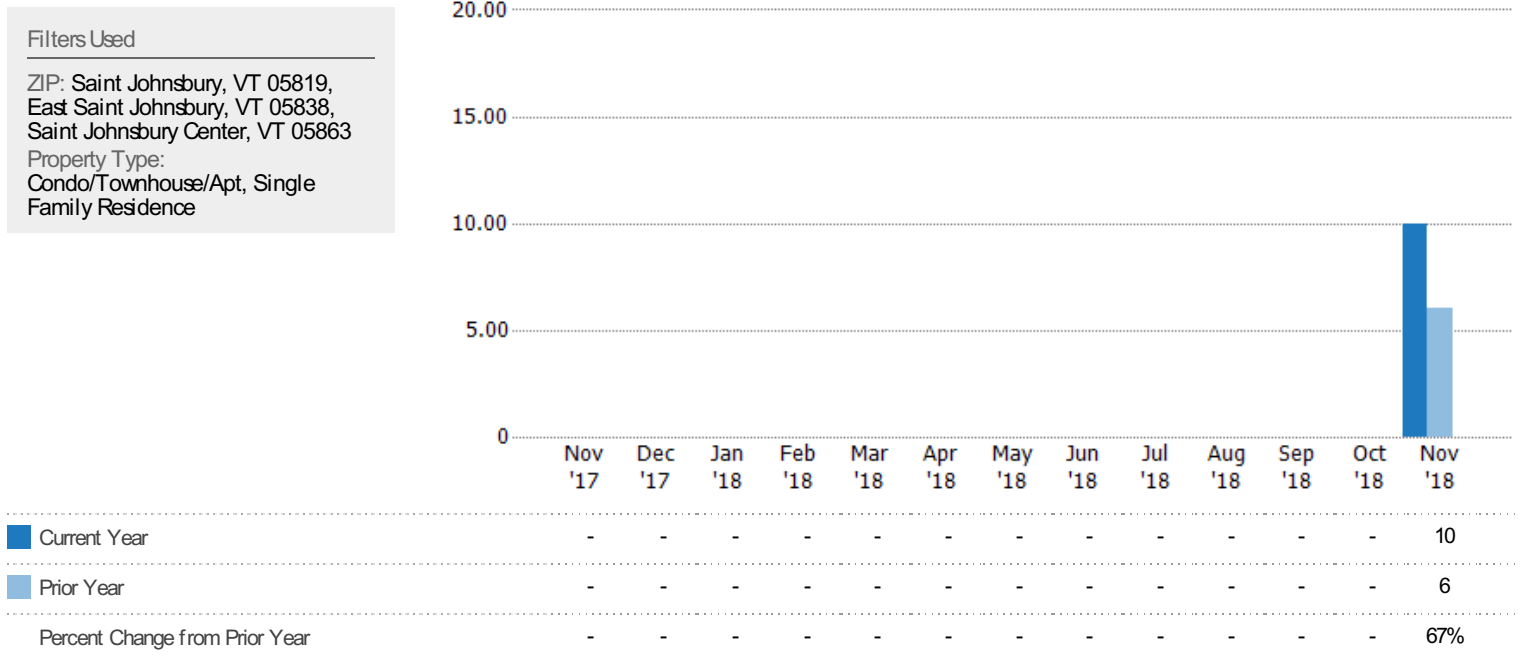 Filters Used
ZIP: Saint Johnsbury, VT 05819,
East Saint Johnsbury, VT 05838,
Saint Johnsbury Center, VT 05863
Property Type:
Condo/Townhouse/Apt, Single
Family Residence
20.00
15.00
10.00
5.00
0
Nov Dec Jan Feb Mar Apr May Jun Jul Aug Sep Oct Nov
'17 '17 '18 '18 '18 '18 '18 '18 '18 '18 '18 '18 '18
Current Year - - - - - - - - - - - - 10
Prior Year - - - - - - - - - - - - 6
Percent Change from Prior Year - - - - - - - - - - - - 67%